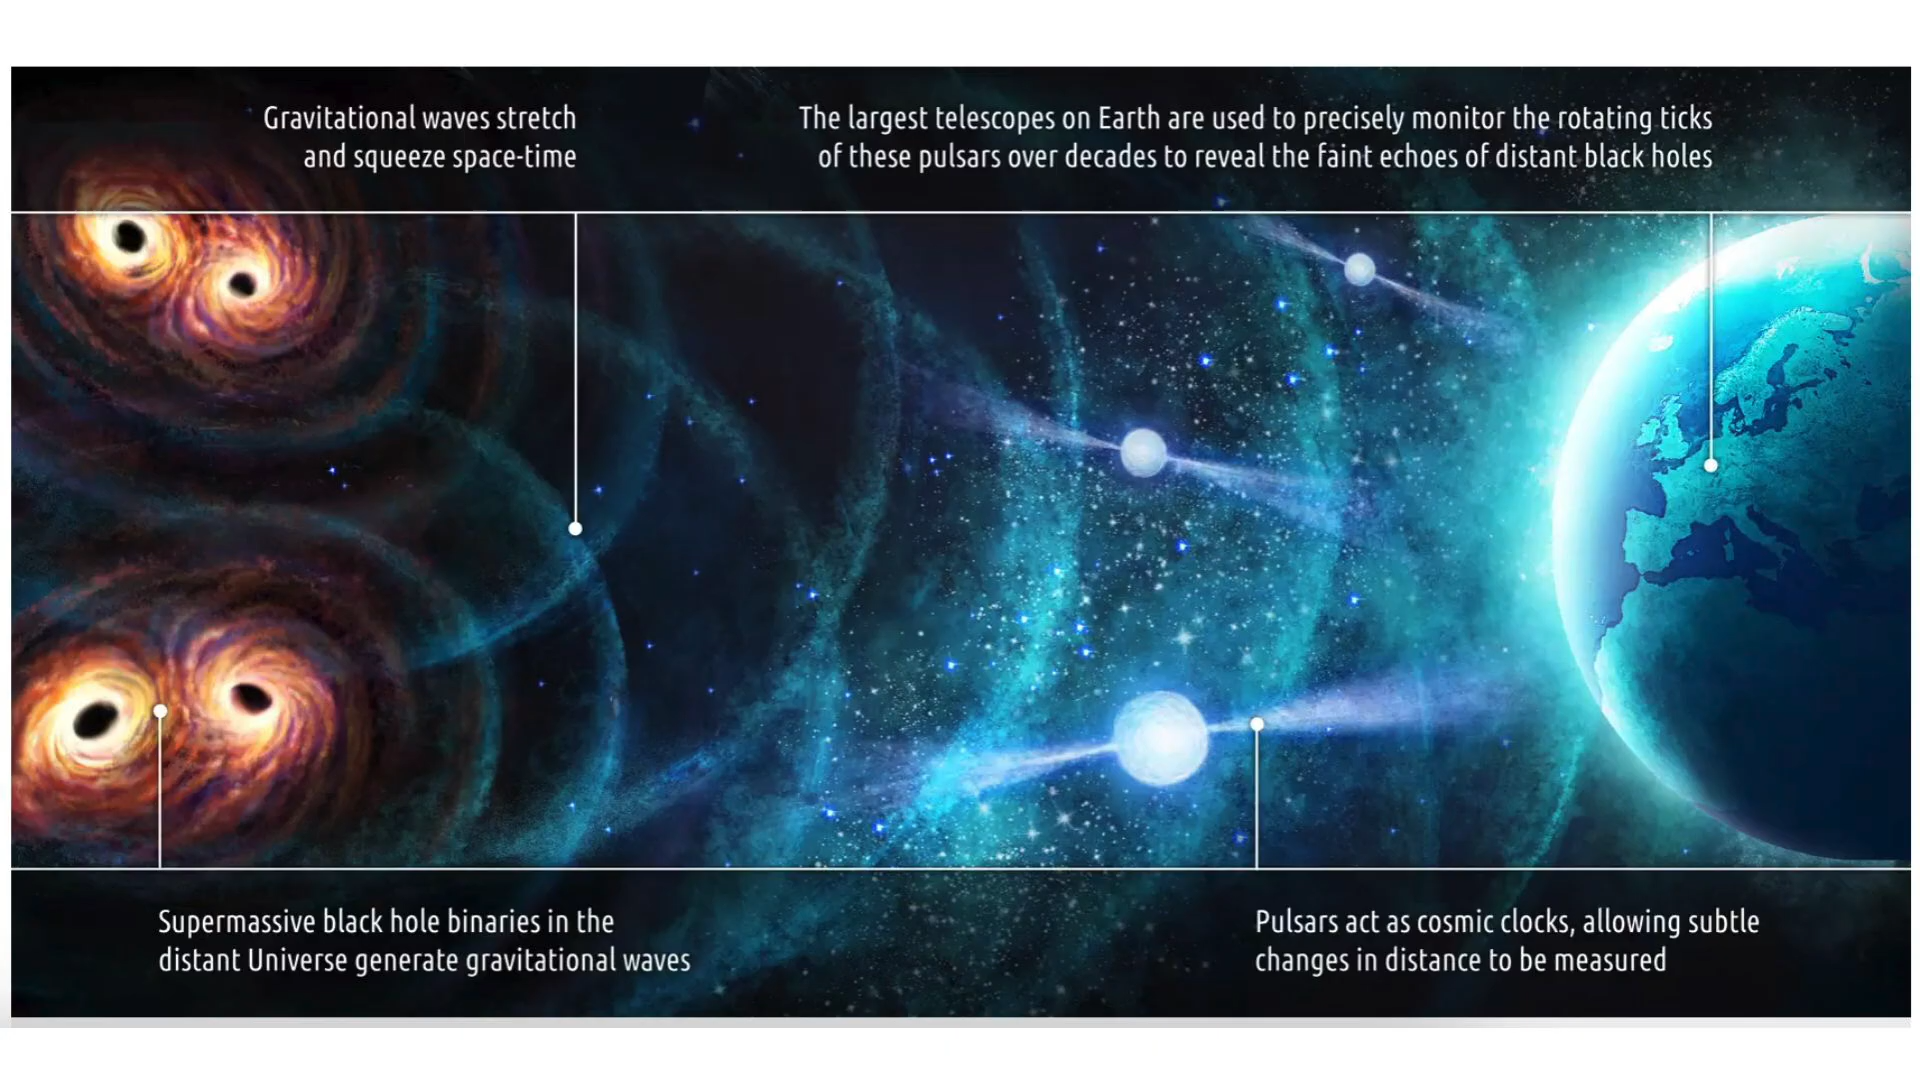 Gravitational waves stretch
and squeeze space-time
The largest telescopes on Earth are used to precisely monitor the rotating ticks
of these pulsars over decades to reveal the faint echoes of distant black holes
Supermassive black hole binaries in the
distant Universe generate gravitational waves
Pulsars act as cosmic clocks, allowing subtle
changes in distance to be measured